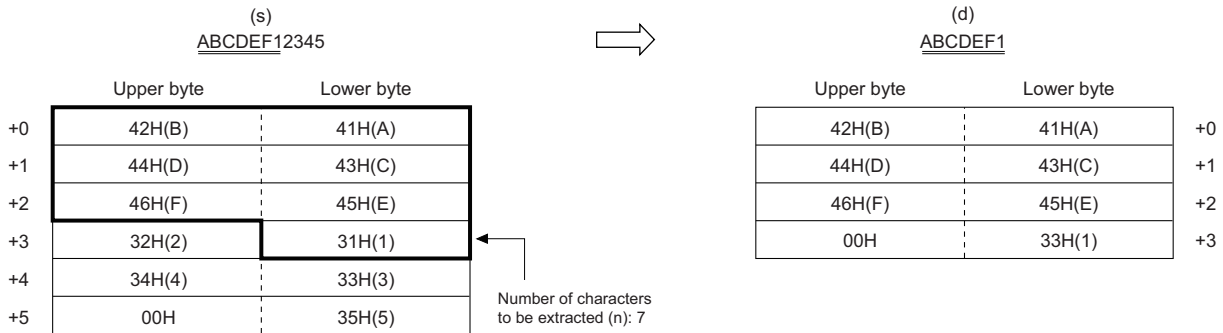 (s) (d)
ABCDEF12345 ABCDEF1
Upper byte Lower byte Upper byte Lower byte
+0 42H(B) 41H(A) 42H(B) 41H(A) +0
+1 44H(D) 43H(C) 44H(D) 43H(C) +1
+2 46H(F) 45H(E) 46H(F) 45H(E) +2
+3 32H(2) 31H(1) 00H 33H(1) +3
+4 34H(4) 33H(3)
+5 00H 35H(5)
Number of characters
to be extracted (n): 7